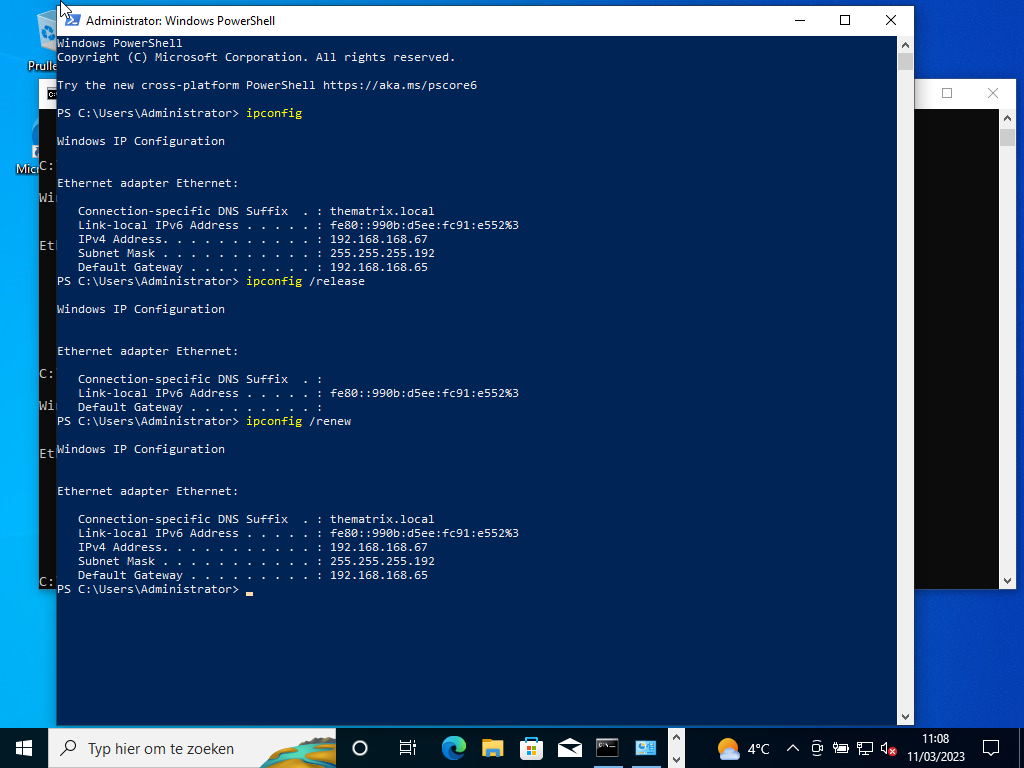 Administrator: Windows PowerShell
Windows PowerShell
Copyright (C) Microsoft Corporation. All rights reserved.
Try the new cross-platform PowerShell https://aka.ms/pscore6
PS C:\Users\Administrator> ipconfig
Windows IP Configuration
Ethernet adapter Ethernet:
Connection-specific DNS Suffix  . : thematrix.local
Link-local IPv6 Address . . . . . : fe80::990b:d5ee:fc91:e552%3
IPv4 Address. . . . . . . . . . . : 192.168.168.67
Subnet Mask . . . . . . . . . . . : 255.255.255.192
Default Gateway . . . . . . . . . : 192.168.168.65
PS C:\Users\Administrator> ipconfig /release
Windows IP Configuration
Ethernet adapter Ethernet:
Connection-specific DNS Suffix  . :
Link-local IPv6 Address . . . . . : fe80::990b:d5ee:fc91:e552%3
Default Gateway . . . . . . . . . :
PS C:\Users\Administrator> ipconfig /renew
Windows IP Configuration
Ethernet adapter Ethernet:
Connection-specific DNS Suffix  . : thematrix.local
Link-local IPv6 Address . . . . . : fe80::990b:d5ee:fc91:e552%3
IPv4 Address. . . . . . . . . . . : 192.168.168.67
Subnet Mask . . . . . . . . . . . : 255.255.255.192
Default Gateway . . . . . . . . . : 192.168.168.65
PS C:\Users\Administrator>
Prulle
Micr
C:
Wi
Et
C:
Wi
Et
C:
Typ hier om te zoeken
4°C
11:08
11/03/2023